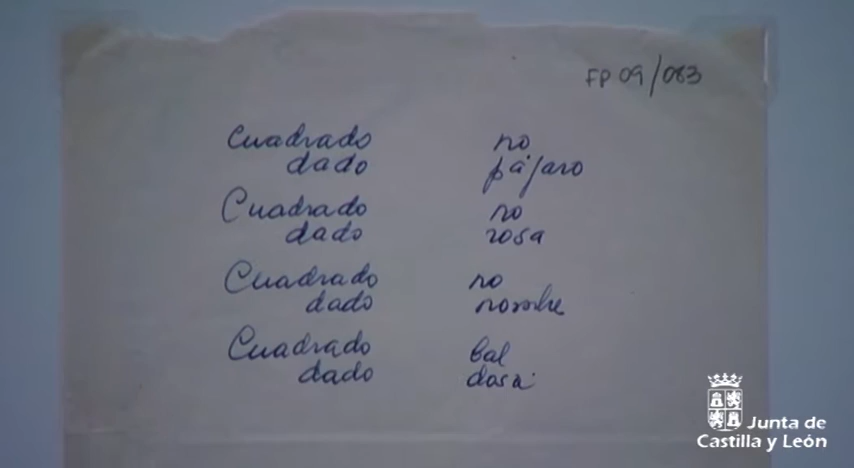 FP 09/083
Cuadrado no
dado pájaro
Cuadrado no
dado rosa
Cuadrado no
dado nombre
Cuadrado bal
dado dosa
Junta de
Castilla y León